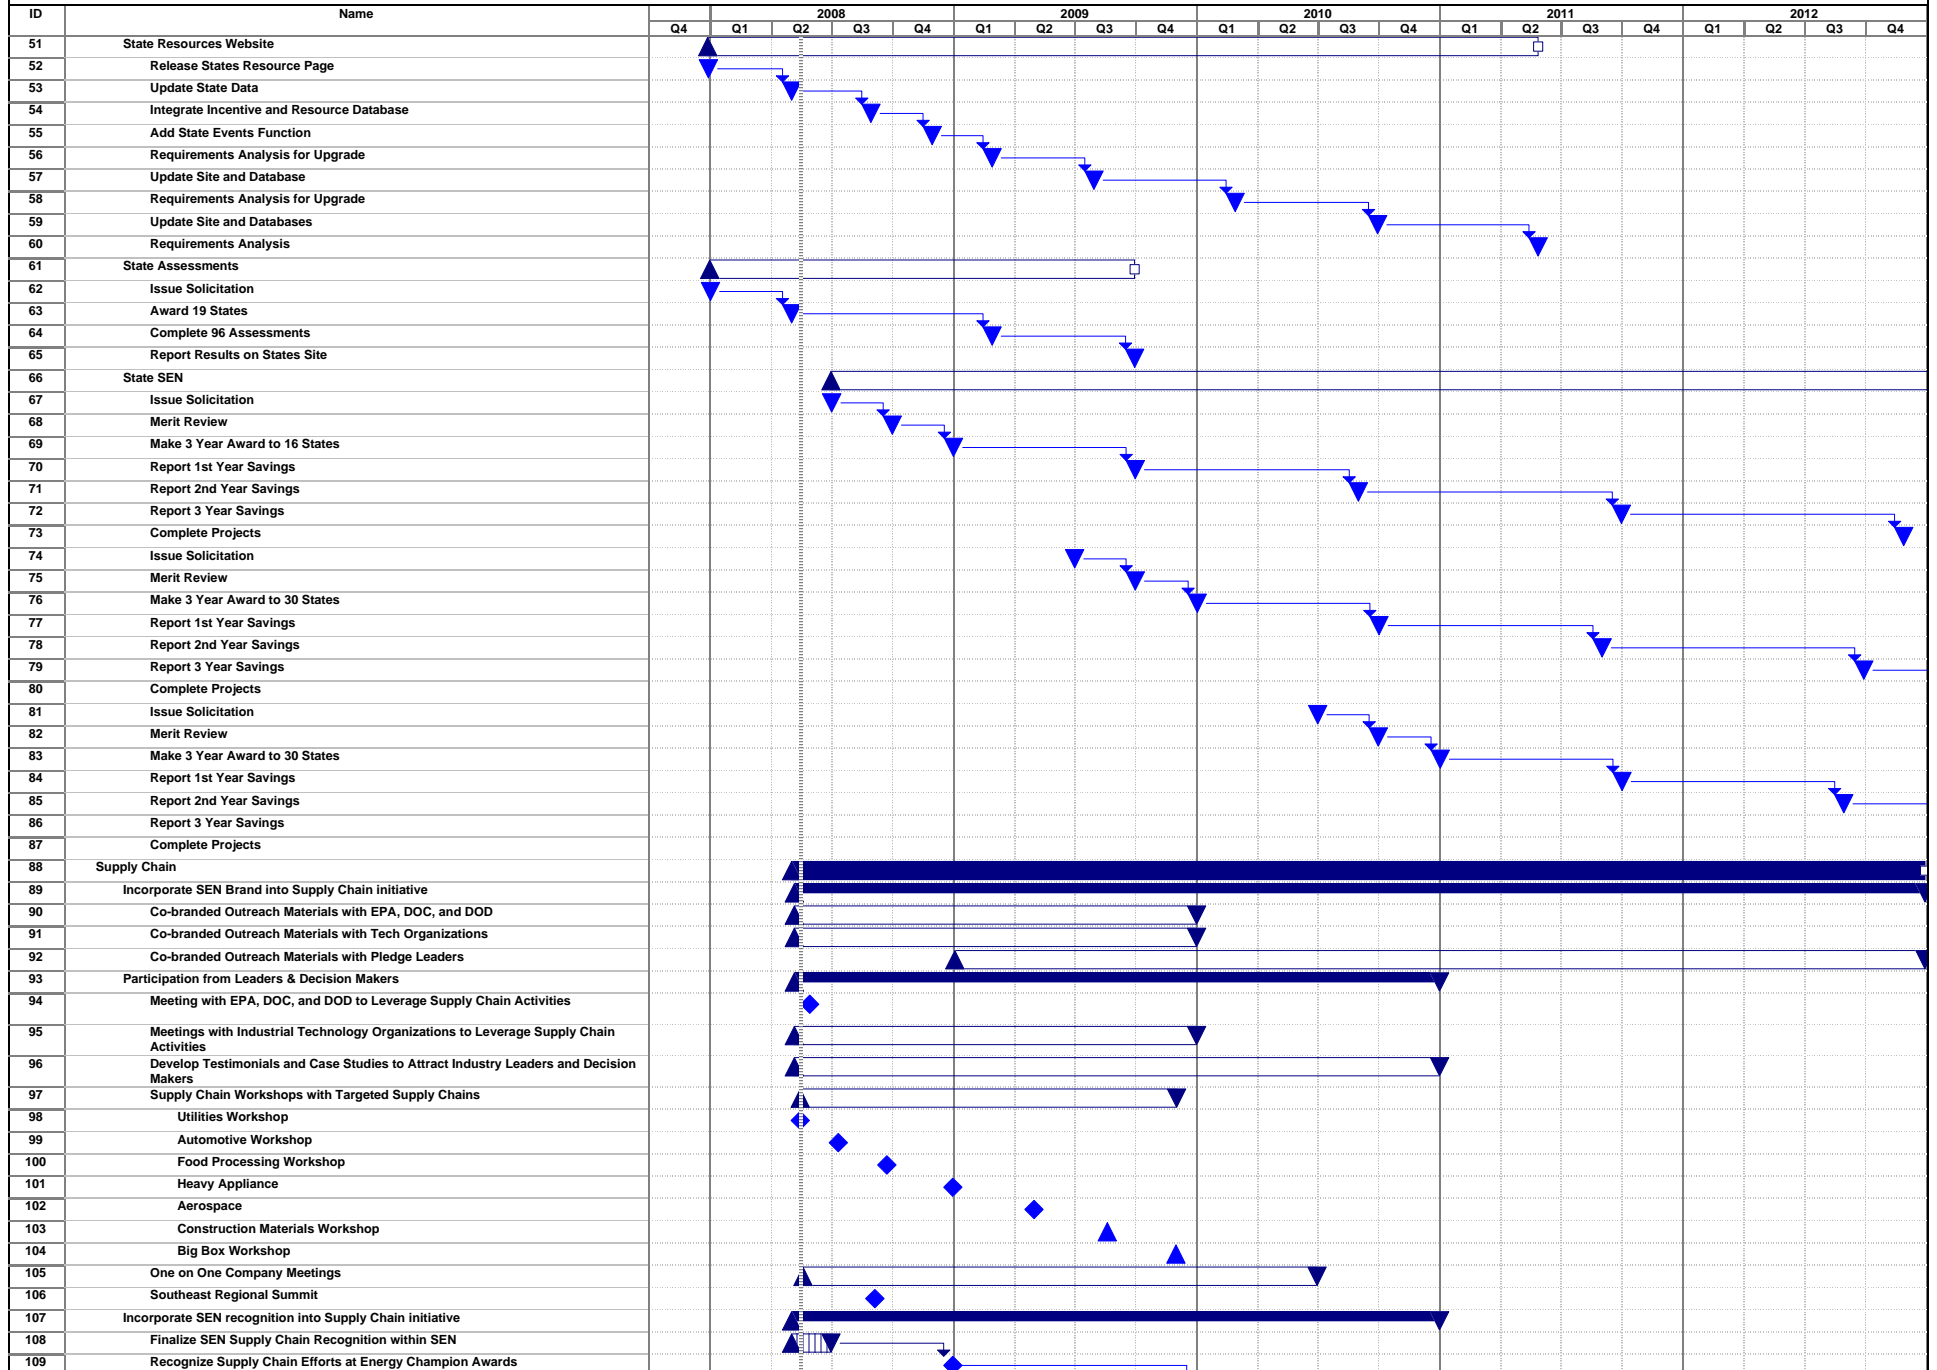 ID Name 2008 2009 2010 2011 2012
Q4 Q1 Q2 Q3 Q4 Q1 Q2 Q3 Q4 Q1 Q2 Q3 Q4 Q1 Q2 Q3 Q4 Q1 Q2 Q3 Q4
51 State Resources Website
52 Release States Resource Page
53 Update State Data
54 Integrate Incentive and Resource Database
55 Add State Events Function
56 Requirements Analysis for Upgrade
57 Update Site and Database
58 Requirements Analysis for Upgrade
59 Update Site and Databases
60 Requirements Analysis
61 State Assessments
62 Issue Solicitation
63 Award 19 States
64 Complete 96 Assessments
65 Report Results on States Site
66 State SEN
67 Issue Solicitation
68 Merit Review
69 Make 3 Year Award to 16 States
70 Report 1st Year Savings
71 Report 2nd Year Savings
72 Report 3 Year Savings
73 Complete Projects
74 Issue Solicitation
75 Merit Review
76 Make 3 Year Award to 30 States
77 Report 1st Year Savings
78 Report 2nd Year Savings
79 Report 3 Year Savings
80 Complete Projects
81 Issue Solicitation
82 Merit Review
83 Make 3 Year Award to 30 States
84 Report 1st Year Savings
85 Report 2nd Year Savings
86 Report 3 Year Savings
87 Complete Projects
88 Supply Chain
89 Incorporate SEN Brand into Supply Chain initiative
90 Co-branded Outreach Materials with EPA, DOC, and DOD
91 Co-branded Outreach Materials with Tech Organizations
92 Co-branded Outreach Materials with Pledge Leaders
93 Participation from Leaders & Decision Makers
94 Meeting with EPA, DOC, and DOD to Leverage Supply Chain Activities
95 Meetings with Industrial Technology Organizations to Leverage Supply Chain
Activities
96 Develop Testimonials and Case Studies to Attract Industry Leaders and Decision
Makers
97 Supply Chain Workshops with Targeted Supply Chains
98 Utilities Workshop
99 Automotive Workshop
100 Food Processing Workshop
101 Heavy Appliance
102 Aerospace
103 Construction Materials Workshop
104 Big Box Workshop
105 One on One Company Meetings
106 Southeast Regional Summit
107 Incorporate SEN recognition into Supply Chain initiative
108 Finalize SEN Supply Chain Recognition within SEN
109 Recognize Supply Chain Efforts at Energy Champion Awards